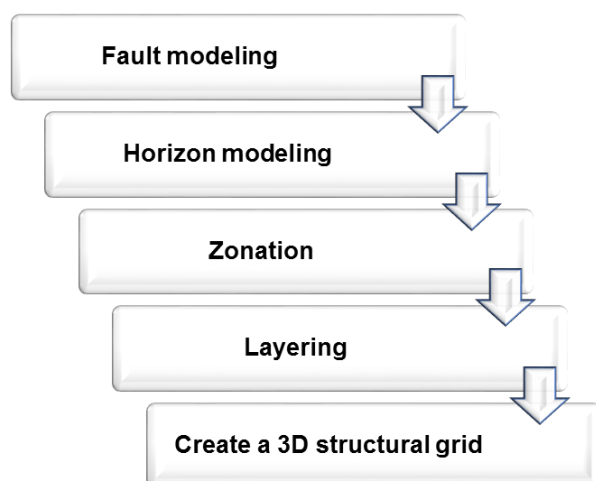 Fault modeling
Horizon modeling
Zonation
Layering
Create a 3D structural grid